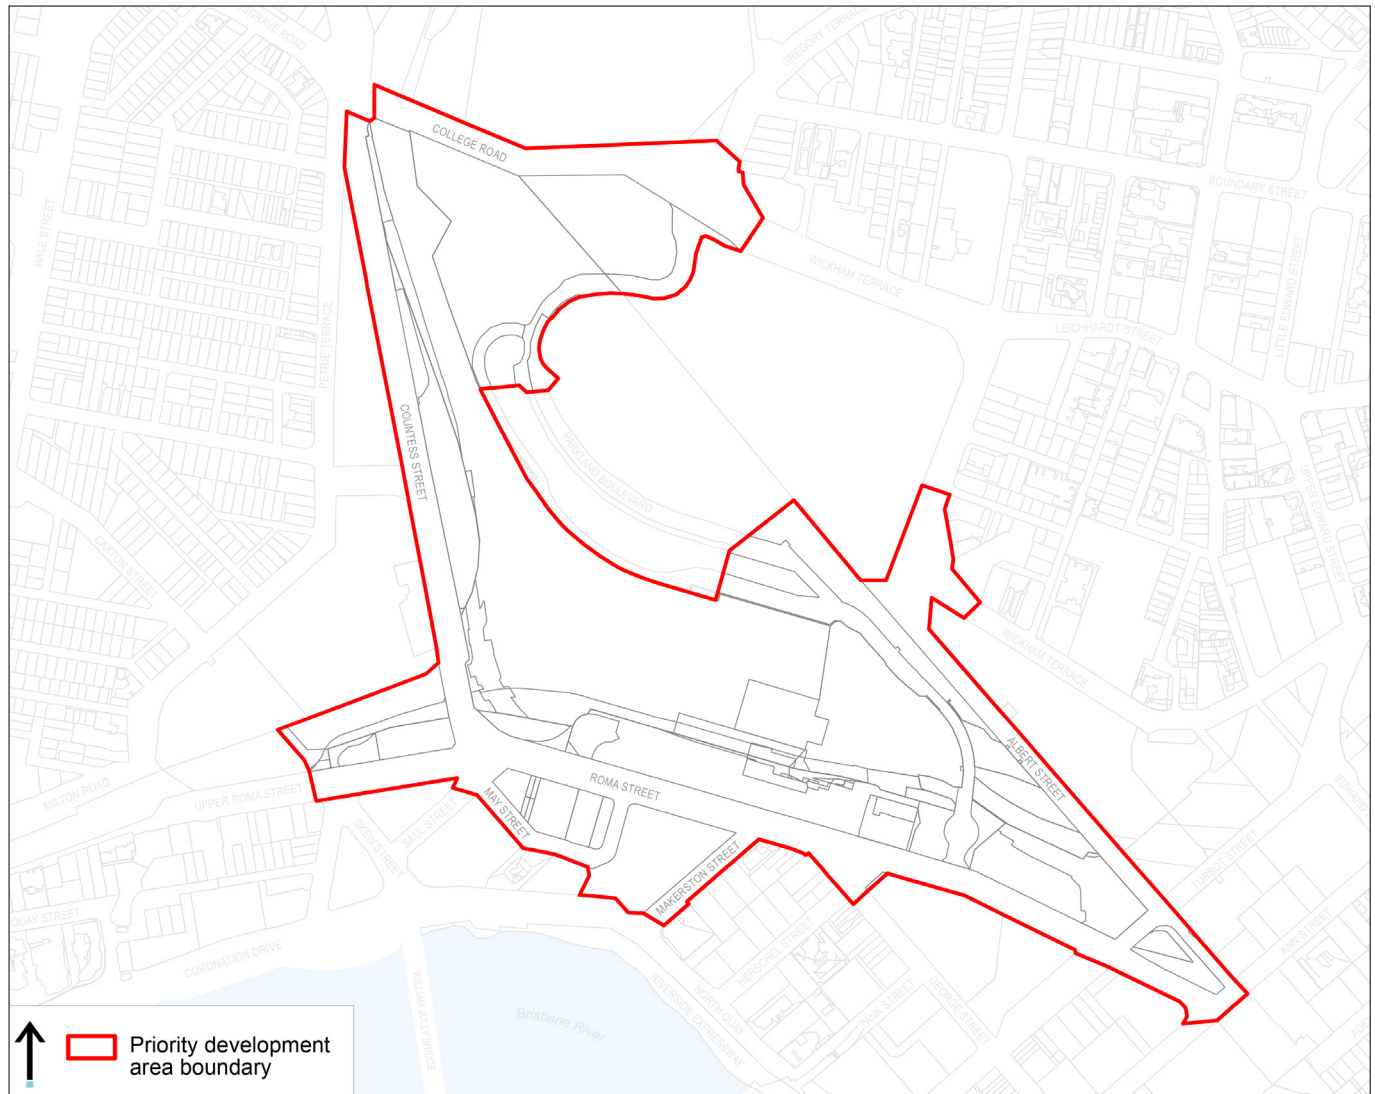 GREGORY TERRACE
COLLEGE ROAD
BOUNDARY STREET
HALE STREET
WICKHAM TERRACE
LITTLE EDWARD STREET
LEICHHARDT STREET
PETRIE TERRACE
COUNTESS STREET
PARKLAND BOULEVARD
UPPER EDWARD STREET
CAXTON STREET
WICKHAM TERRACE
ALBERT STREET
MILTON ROAD
UPPER ROMA STREET
ROMA STREET
MAY STREET
SKEW STREET
MAUL STREET
MAKERSTON STREET
TURBOT STREET
QUAY STREET
ANN STREET
CORONATION DRIVE
HERSCHEL STREET
NORTH QUAY
GEORGE STREET
RIVERSIDE EXPRESSWAY
WILLIAM JOLLY BRIDGE
Brisbane River
Priority development
area boundary